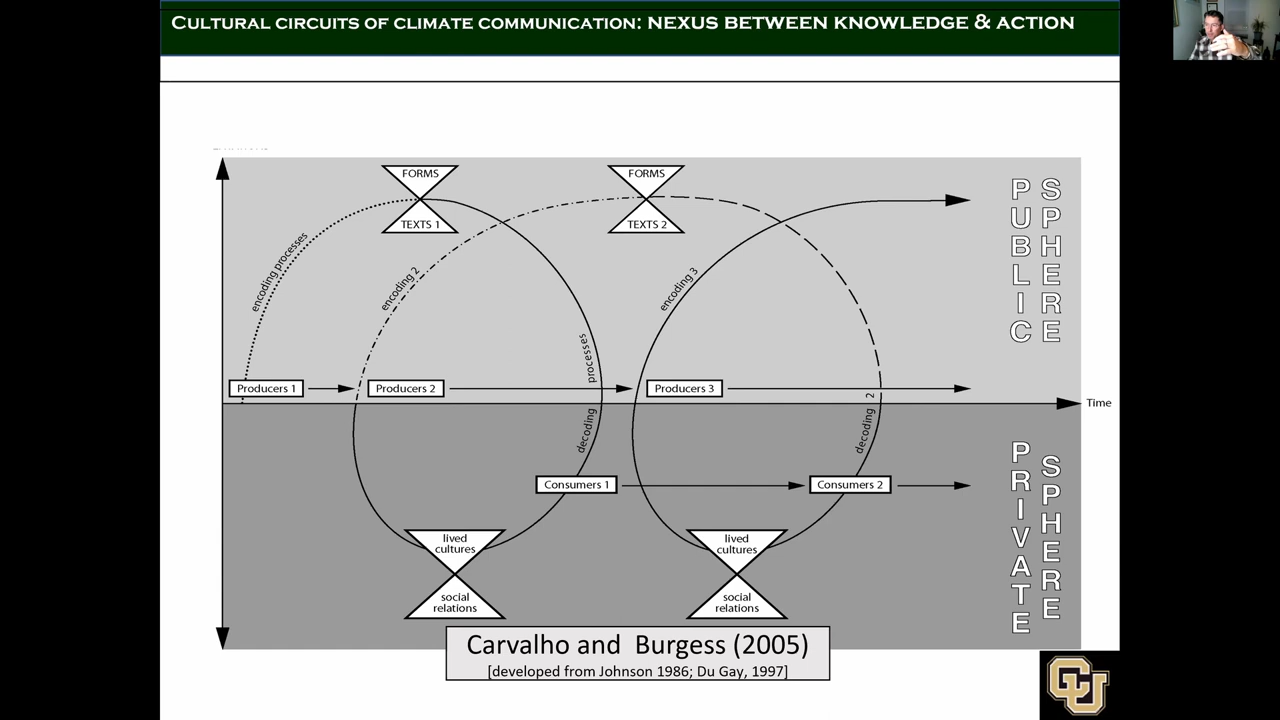 CULTURAL CIRCUITS OF CLIMATE COMMUNICATION: NEXUS BETWEEN KNOWLEDGE & ACTION
FORMS
TEXTS 1
FORMS
TEXTS 2
encoding processes
encoding 2
encoding 3
PUBLIC
SPHERE
Producers 1
Producers 2
processes
Producers 3
Time
decoding
decoding 2
Consumers 1
Consumers 2
PRIVATE
SPHERE
lived
cultures
social
relations
lived
cultures
social
relations
Carvalho and Burgess (2005)
[developed from Johnson 1986; Du Gay, 1997]
CU